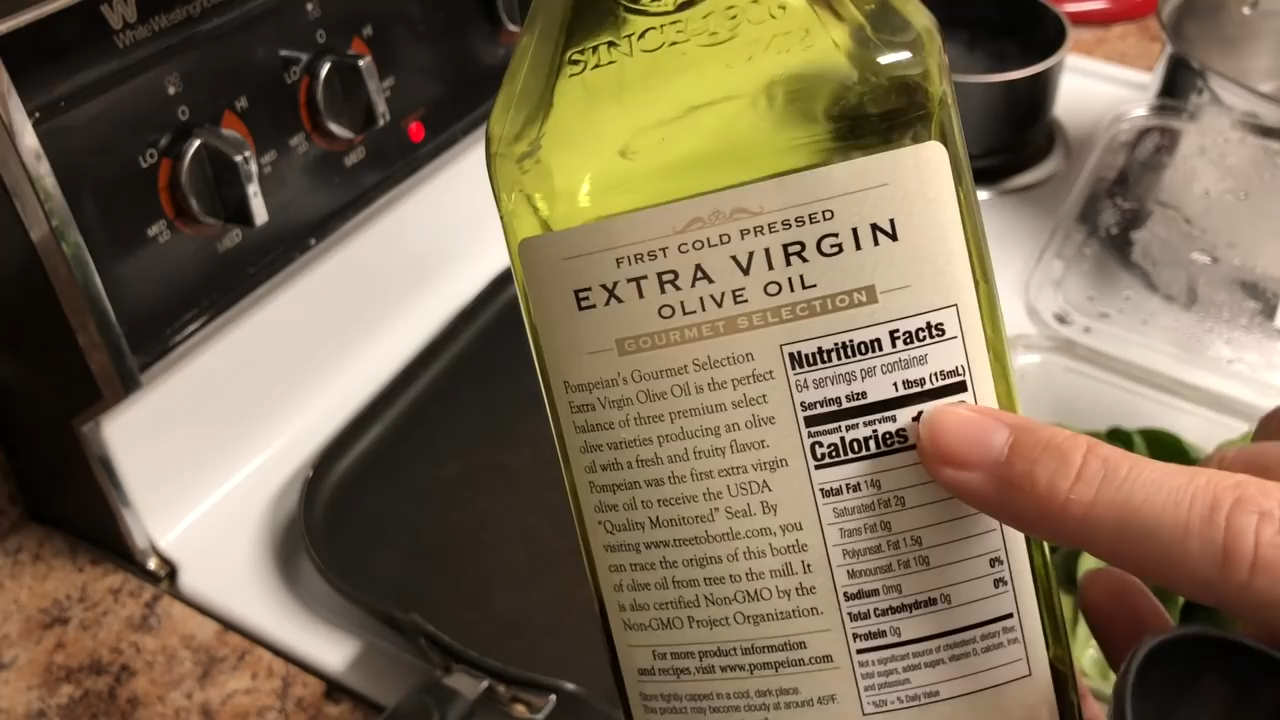 White-Westinghouse
HI
LO
MED
LO
MED
HI
LO
MED
SINCE 1906
FIRST COLD PRESSED
EXTRA VIRGIN
OLIVE OIL
GOURMET SELECTION
Pompeian's Gourmet Selection
Extra Virgin Olive Oil is the perfect
balance of three premium select
olive varieties producing an olive
oil with a fresh and fruity flavor.
Pompeian was the first extra virgin
olive oil to receive the USDA
"Quality Monitored" Seal. By
visiting www.treetobottle.com, you
can trace the origins of this bottle
of olive oil from tree to the mill. It
is also certified Non-GMO by the
Non-GMO Project Organization.
For more product information
and recipes, visit www.pompeian.com
Store tightly capped in a cool, dark place.
This product may become cloudy at around 45°F.
Nutrition Facts
64 servings per container
Serving size 1 tbsp (15mL)
Amount per serving
Calories
Total Fat 14g
Saturated Fat 2g
Trans Fat 0g
Polyunsat. Fat 1.5g
Monounsat. Fat 10g
Sodium 0mg 0%
Total Carbohydrate 0g 0%
Protein 0g
Not a significant source of cholesterol, dietary fiber,
total sugars, added sugars, vitamin D, calcium, iron,
and potassium.
* %DV = % Daily Value